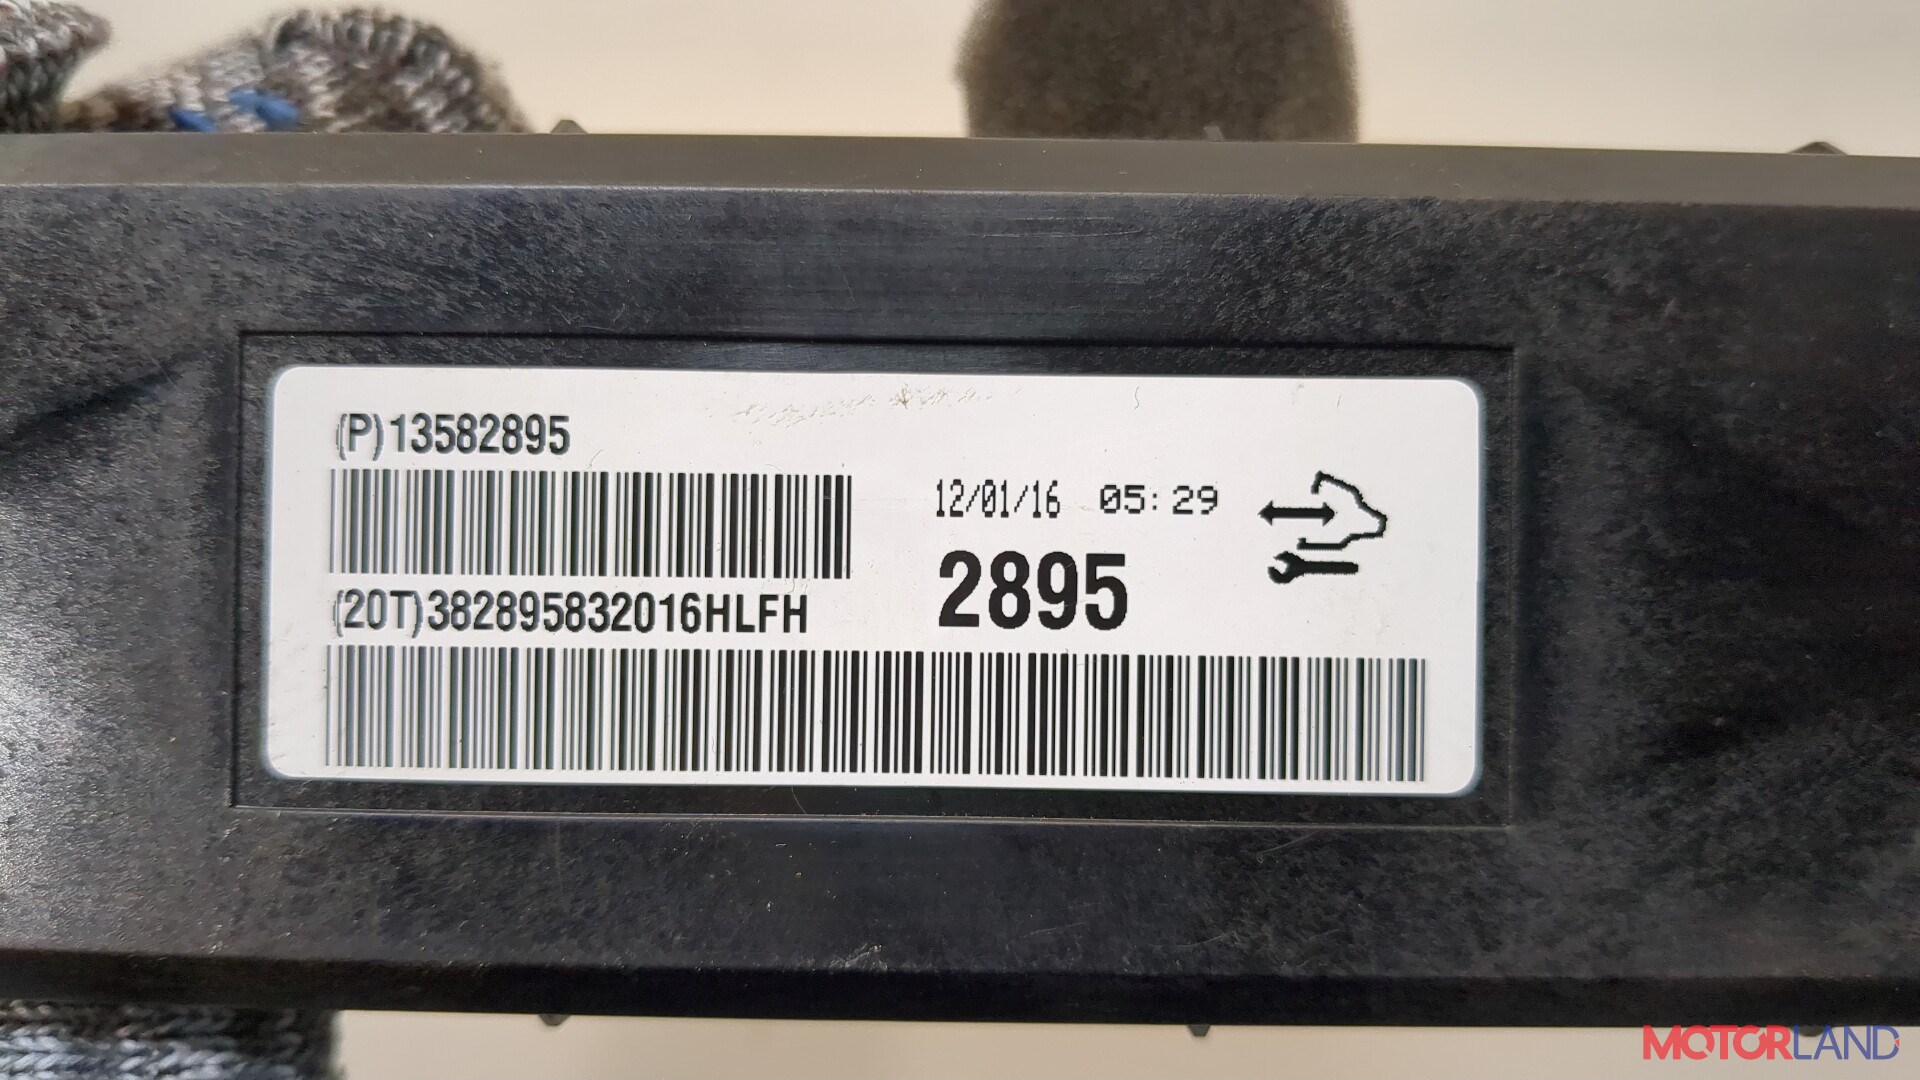 (P)13582895
12/01/16 05:29
2895
(20T)382895832016HLFH
MOTORLAND